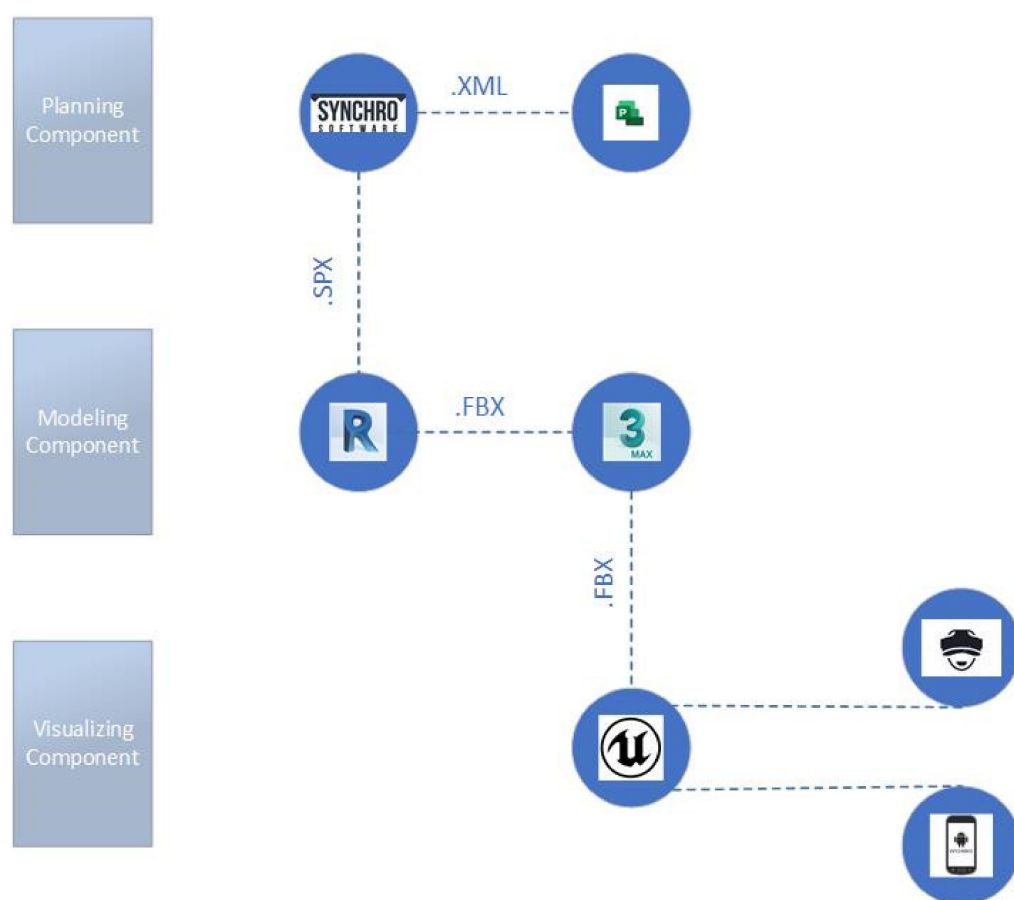 Planning
Component
SYNCHRO
SOFTWARE
.XML
P
.SPX
Modeling
Component
R
.FBX
3
MAX
.FBX
Visualizing
Component
U